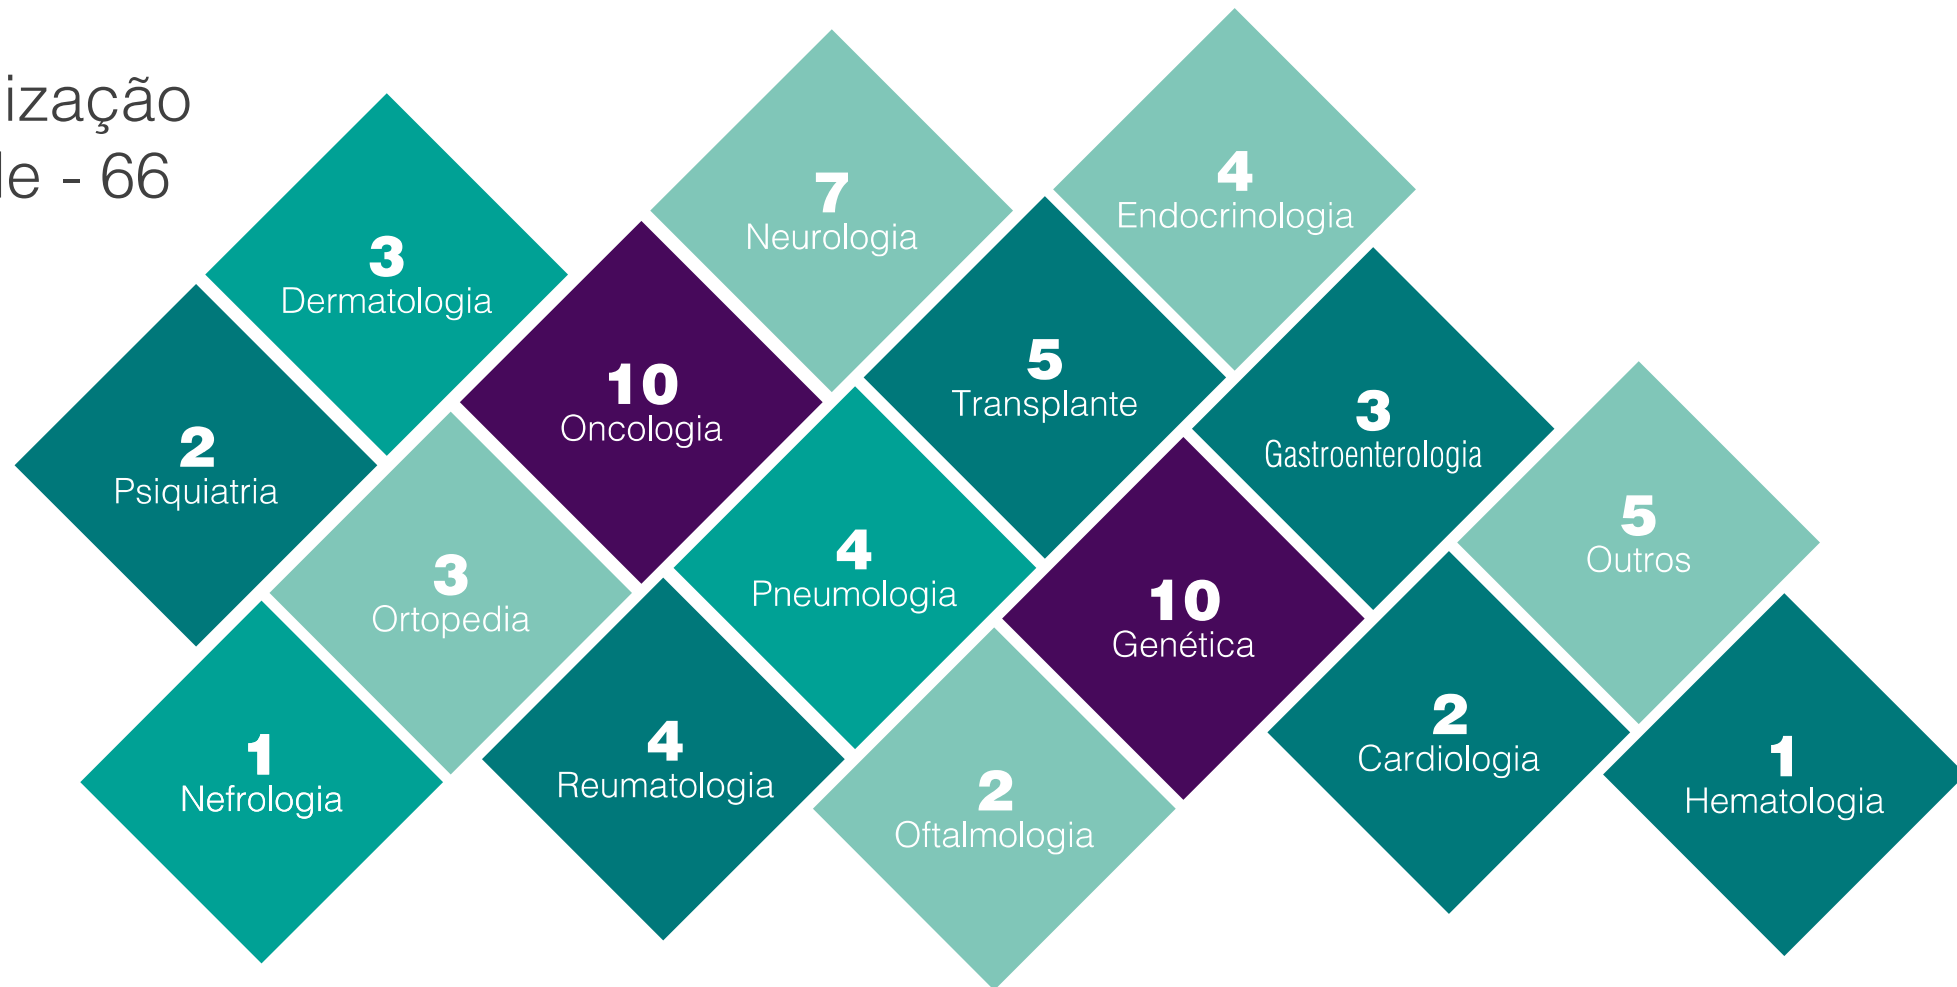 ização
le - 66
4
Endocrinologia
7
Neurologia
3
Dermatologia
5
Transplante
10
Oncologia
3
Gastroenterologia
2
Psiquiatria
5
Outros
4
Pneumologia
3
Ortopedia
10
Genética
2
Cardiologia
4
Reumatologia
1
Nefrologia
1
Hematologia
2
Oftalmologia